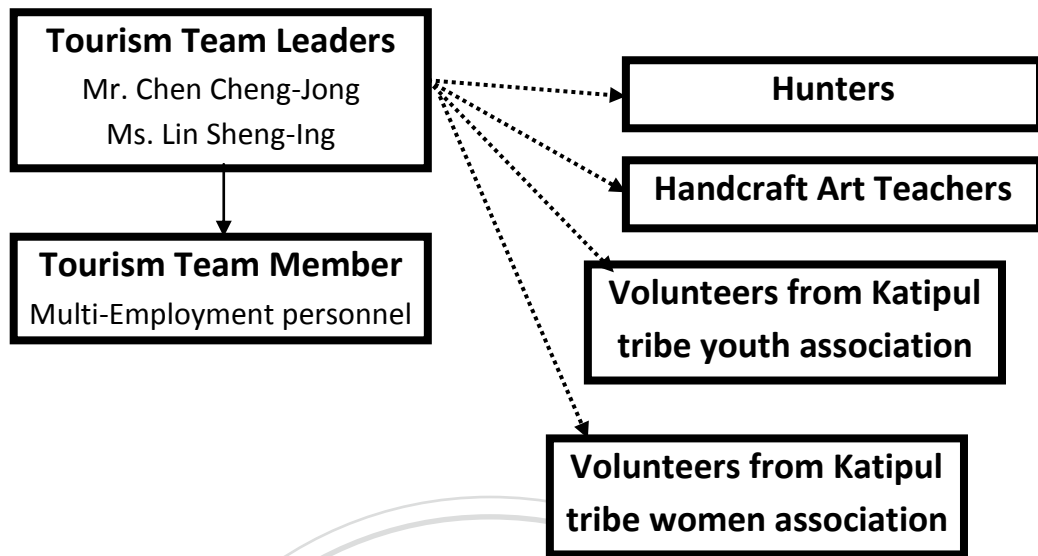 Tourism Team Leaders
Mr. Chen Cheng-Jong
Ms. Lin Sheng-Ing
Tourism Team Member
Multi-Employment personnel
Hunters
Handcraft Art Teachers
Volunteers from Katipul
tribe youth association
Volunteers from Katipul
tribe women association